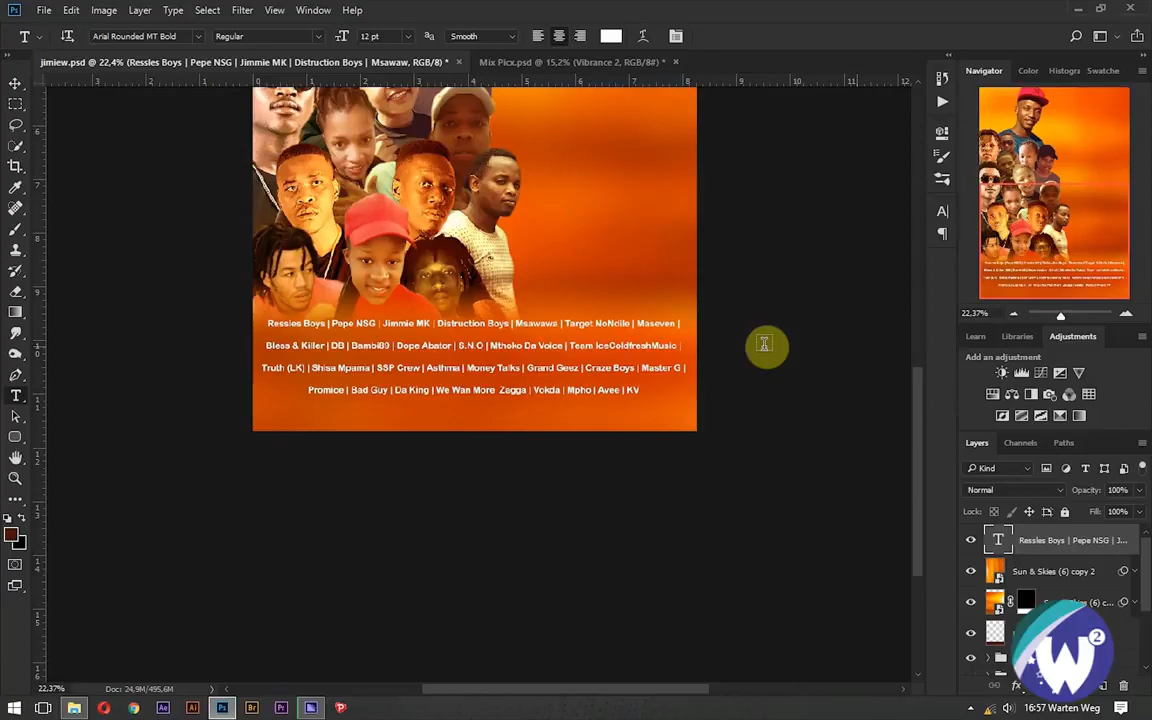 File Edit Image Layer Type Select Filter View Window Help
Arial Rounded MT Bold Regular 12 pt Smooth
jimiew.psd @ 22,4% (Ressles Boys | Pepe NSG | Jimmie MK | Distruction Boys | Msawaw, RGB/8) *
Mix Picx.psd @ 15,2% (Vibrance 2, RGB/8#) *
Navigator Color Histogra Swatche
22,37%
Ressles Boys | Pepe NSG | Jimmie MK | Distruction Boys | Msawawa | Target NoNdile | Maseven |
Bless & Killer | DB | Bambi89 | Dope Abator | S.N.O | Mthoko Da Voice | Team IceColdfreshMusic |
Truth (LK) | Shisa Mpama | SSP Crew | Asthma | Money Talks | Grand Geez | Craze Boys | Master G |
Promice | Bad Guy | Da King | We Wan More Zagga | Vokda | Mpho | Avee | KV
Learn Libraries Adjustments
Add an adjustment
Layers Channels Paths
Kind
Normal Opacity: 100%
Lock: Fill: 100%
Ressles Boys | Pepe NSG | J...
Sun & Skies (6) copy 2
W2
22,37% Doc: 24,9M/495,6M
16:57 Warten Weg